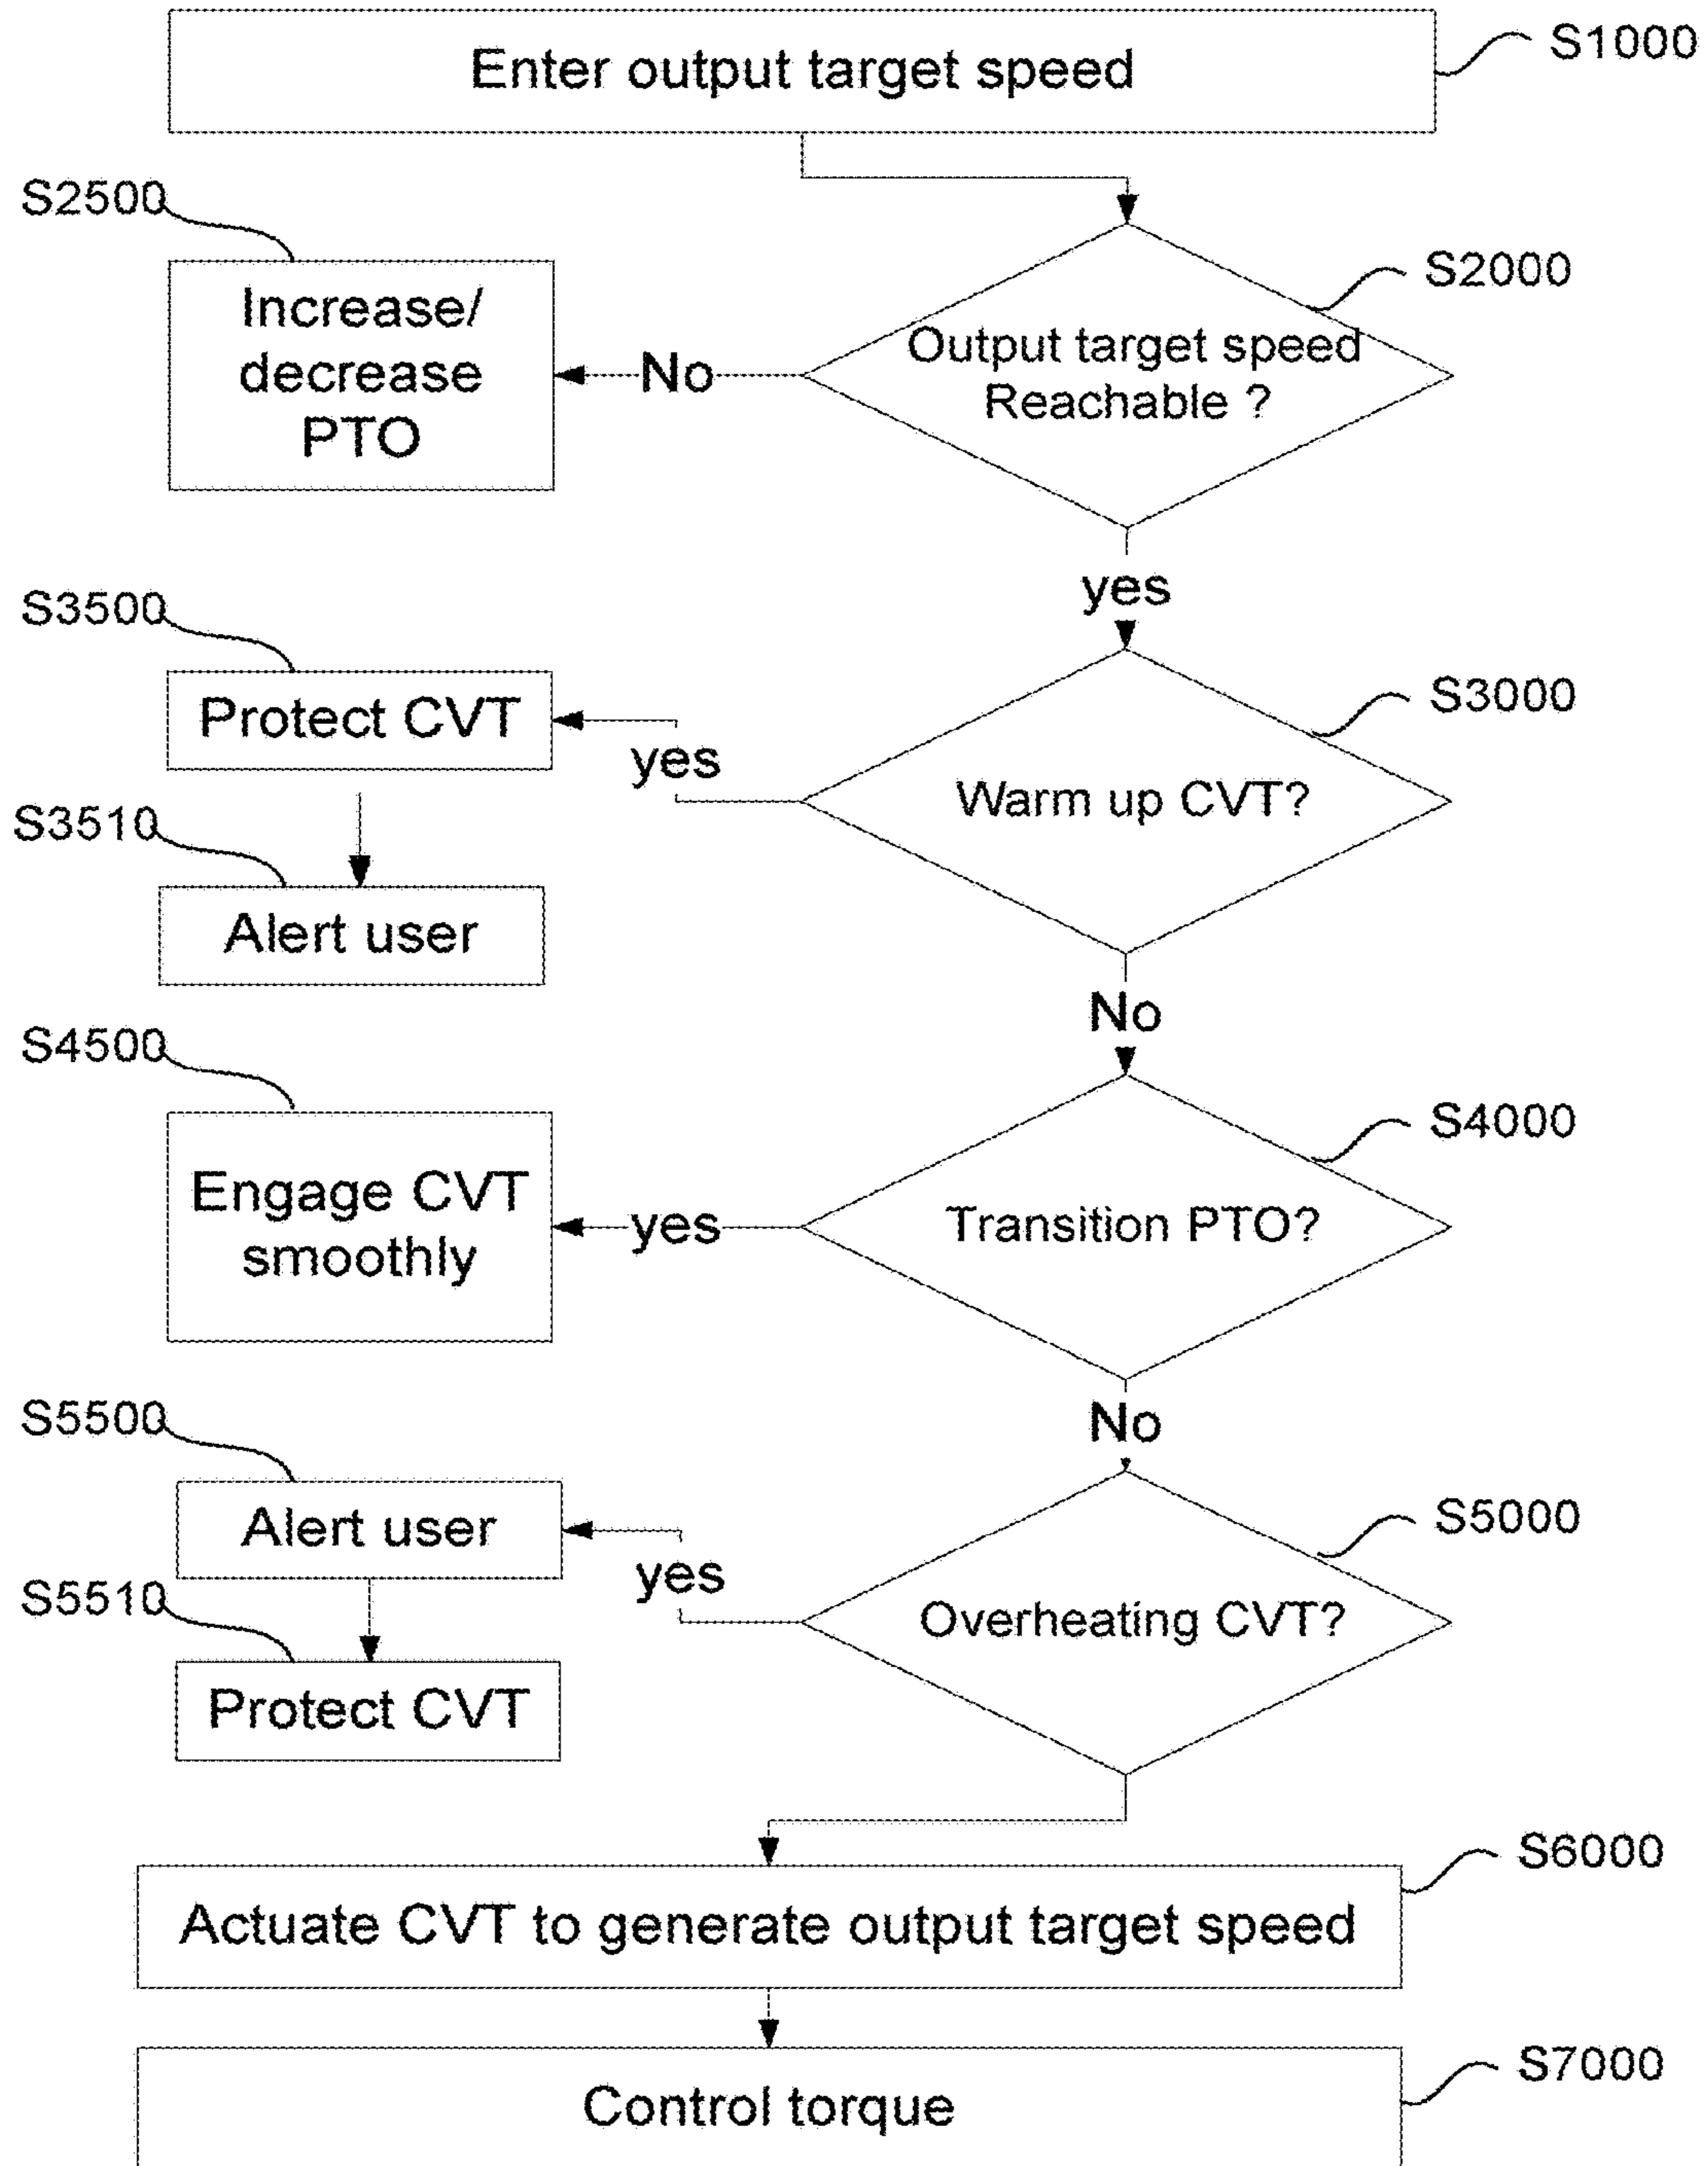 Enter output target speed
S1000
S2500
Increase/
decrease
PTO
No
S2000
Output target speed
Reachable ?
yes
S3500
Protect CVT
yes
S3000
Warm up CVT?
S3510
Alert user
No
S4500
Engage CVT
smoothly
yes
S4000
Transition PTO?
No
S5500
Alert user
yes
S5000
Overheating CVT?
S5510
Protect CVT
S6000
Actuate CVT to generate output target speed
S7000
Control torque